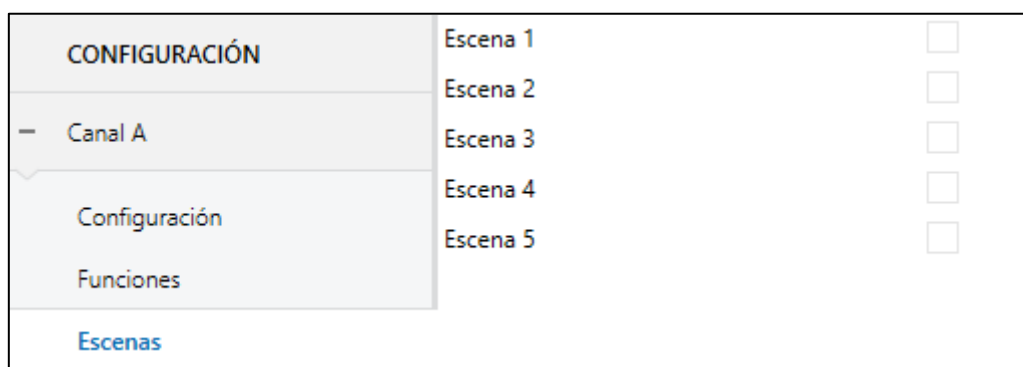 CONFIGURACIÓN
– Canal A
Configuración
Funciones
Escenas
Escena 1
Escena 2
Escena 3
Escena 4
Escena 5